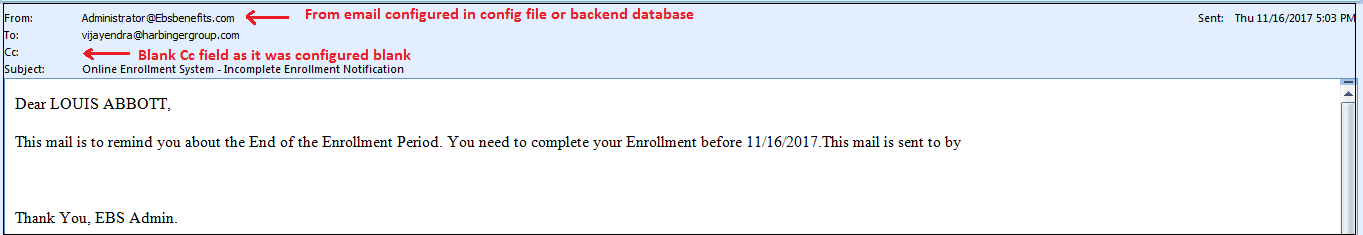 From: Administrator@Ebsbenefits.com From email configured in config file or backend database Sent: Thu 11/16/2017 5:03 PM
To: vijayendra@harbingergroup.com
Cc: Blank Cc field as it was configured blank
Subject: Online Enrollment System - Incomplete Enrollment Notification
Dear LOUIS ABBOTT,
This mail is to remind you about the End of the Enrollment Period. You need to complete your Enrollment before 11/16/2017.This mail is sent to by
Thank You, EBS Admin.